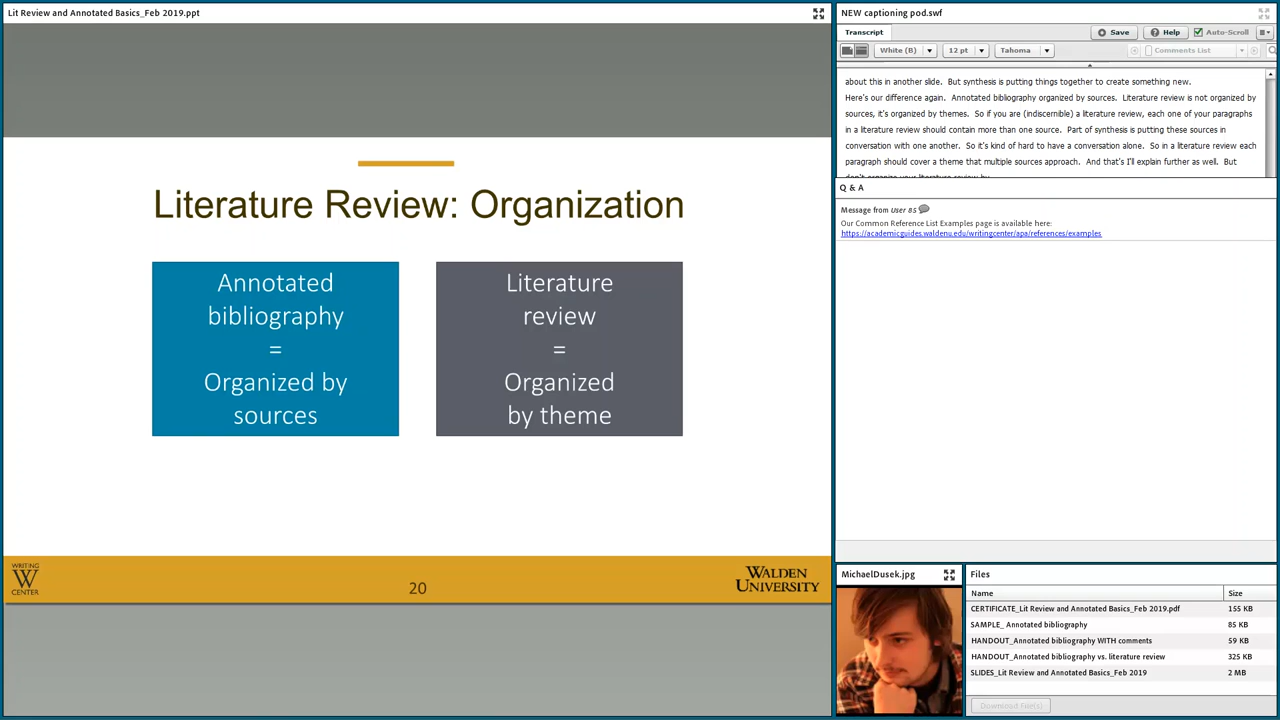 Lit Review and Annotated Basics_Feb 2019.ppt
Literature Review: Organization
Annotated
bibliography
=
Organized by
sources
Literature
review
=
Organized
by theme
WRITING
W
CENTER
20
WALDEN
UNIVERSITY
NEW captioning pod.swf
Transcript
Save
Help
Auto-Scroll
White (B)
12 pt
Tahoma
Comments List
about this in another slide. But synthesis is putting things together to create something new.
Here's our difference again. Annotated bibliography organized by sources. Literature review is not organized by
sources, it's organized by themes. So if you are (indiscernible) a literature review, each one of your paragraphs
in a literature review should contain more than one source. Part of synthesis is putting these sources in
conversation with one another. So it's kind of hard to have a conversation alone. So in a literature review each
paragraph should cover a theme that multiple sources approach. And that's I'll explain further as well. But
don't organize your literature review by
Q & A
Message from User 85
Our Common Reference List Examples page is available here:
https://academicguides.waldenu.edu/writingcenter/apa/references/examples
MichaelDusek.jpg
Files
Name Size
CERTIFICATE_Lit Review and Annotated Basics_Feb 2019.pdf 155 KB
SAMPLE_ Annotated bibliography 85 KB
HANDOUT_Annotated bibliography WITH comments 59 KB
HANDOUT_Annotated bibliography vs. literature review 325 KB
SLIDES_Lit Review and Annotated Basics_Feb 2019 2 MB
Download File(s)